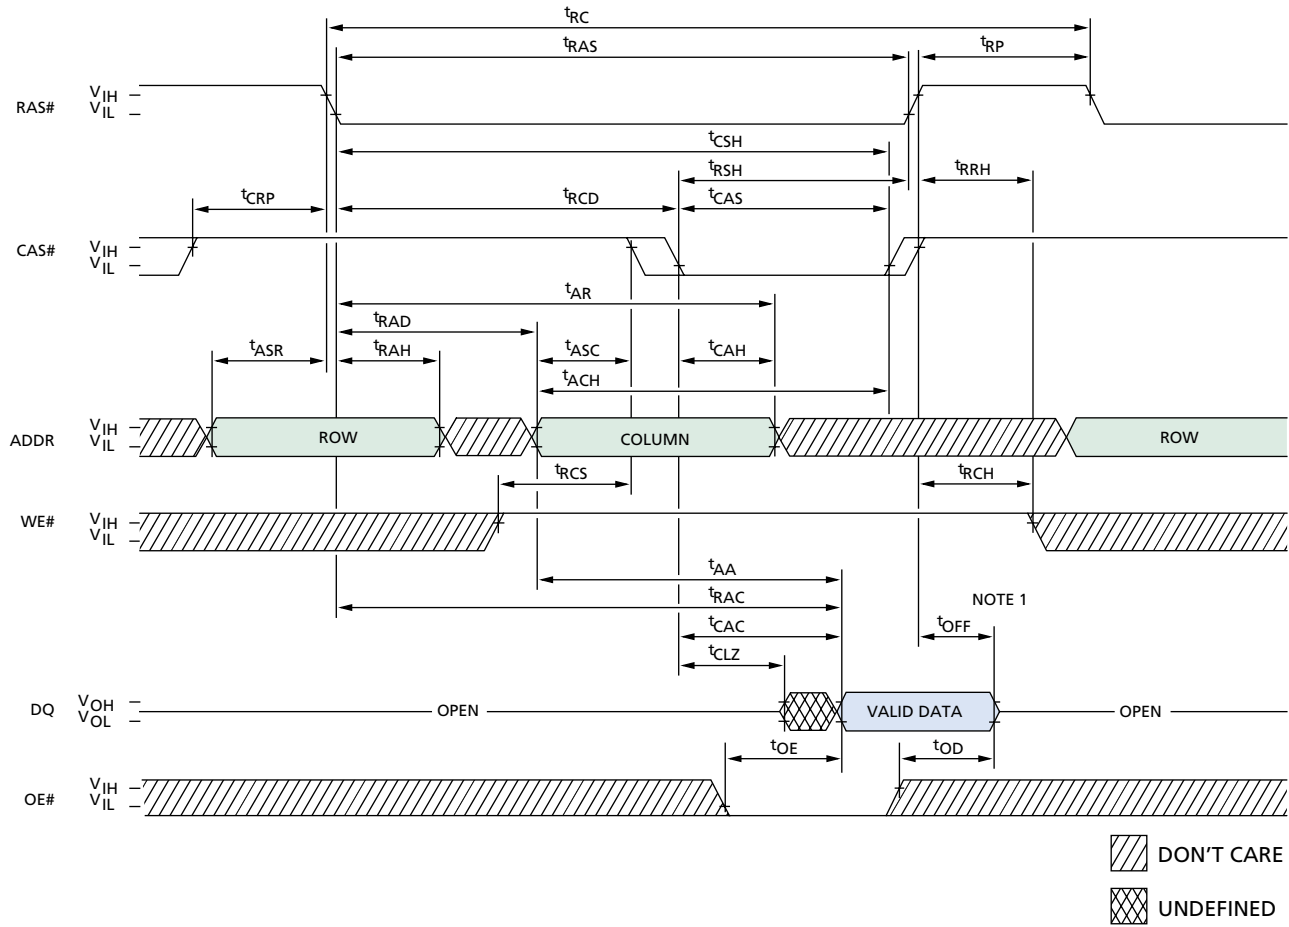 tRC
tRAS
tRP
RAS#
VIH
VIL
tCSH
tRSH
tRRH
tCRP
tRCD
tCAS
CAS#
VIH
VIL
tAR
tRAD
tASR
tRAH
tASC
tCAH
tACH
ADDR
VIH
VIL
ROW
COLUMN
ROW
tRCS
tRCH
WE#
VIH
VIL
tAA
tRAC
NOTE 1
tCAC
tOFF
tCLZ
DQ
VOH
VOL
OPEN
VALID DATA
OPEN
tOE
tOD
OE#
VIH
VIL
DON'T CARE
UNDEFINED